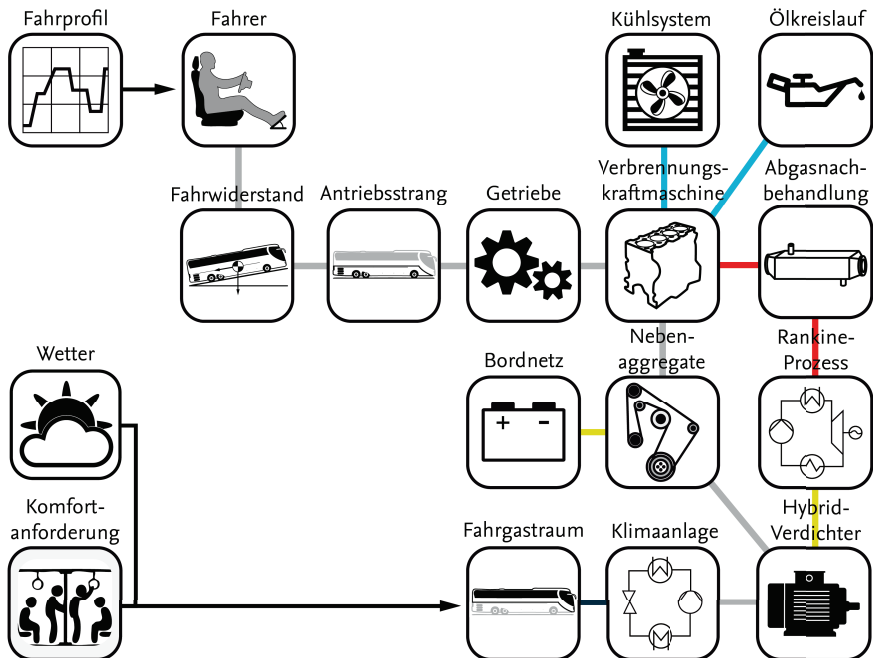 Fahrprofil
Fahrer
Kühlsystem
Ölkreislauf
Fahrwiderstand
Antriebsstrang
Getriebe
Verbrennungs-
kraftmaschine
Abgasnach-
behandlung
Wetter
Bordnetz
+ -
Neben-
aggregate
Rankine-
Prozess
Komfort-
anforderung
Fahrgastraum
Klimaanlage
Hybrid-
Verdichter